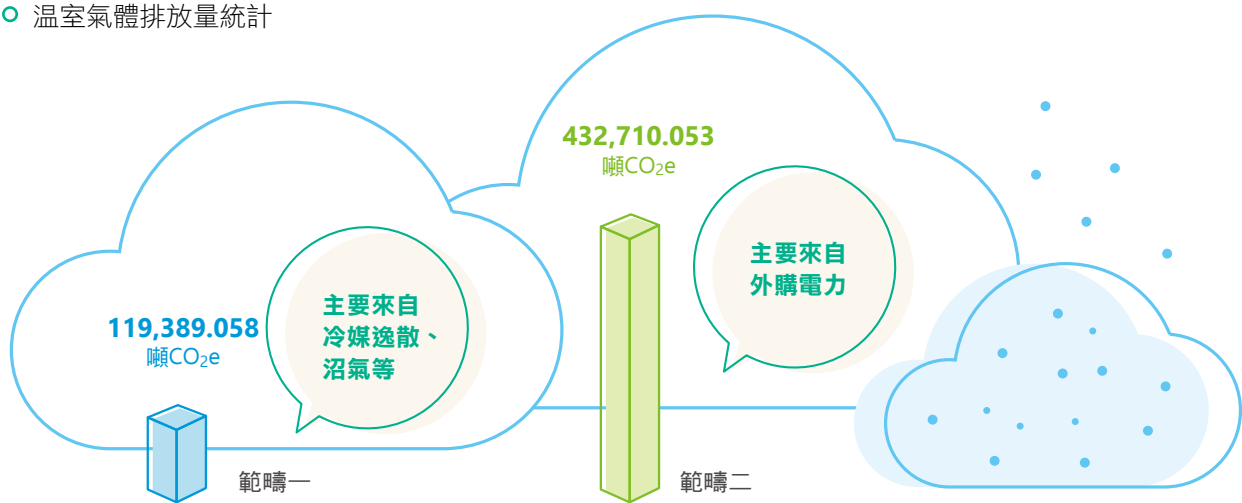 温室氣體排放量統計
119,389.058
噸CO₂e
主要來自
冷媒逸散、
沼氣等
範疇一
432,710.053
噸CO₂e
主要來自
外購電力
範疇二